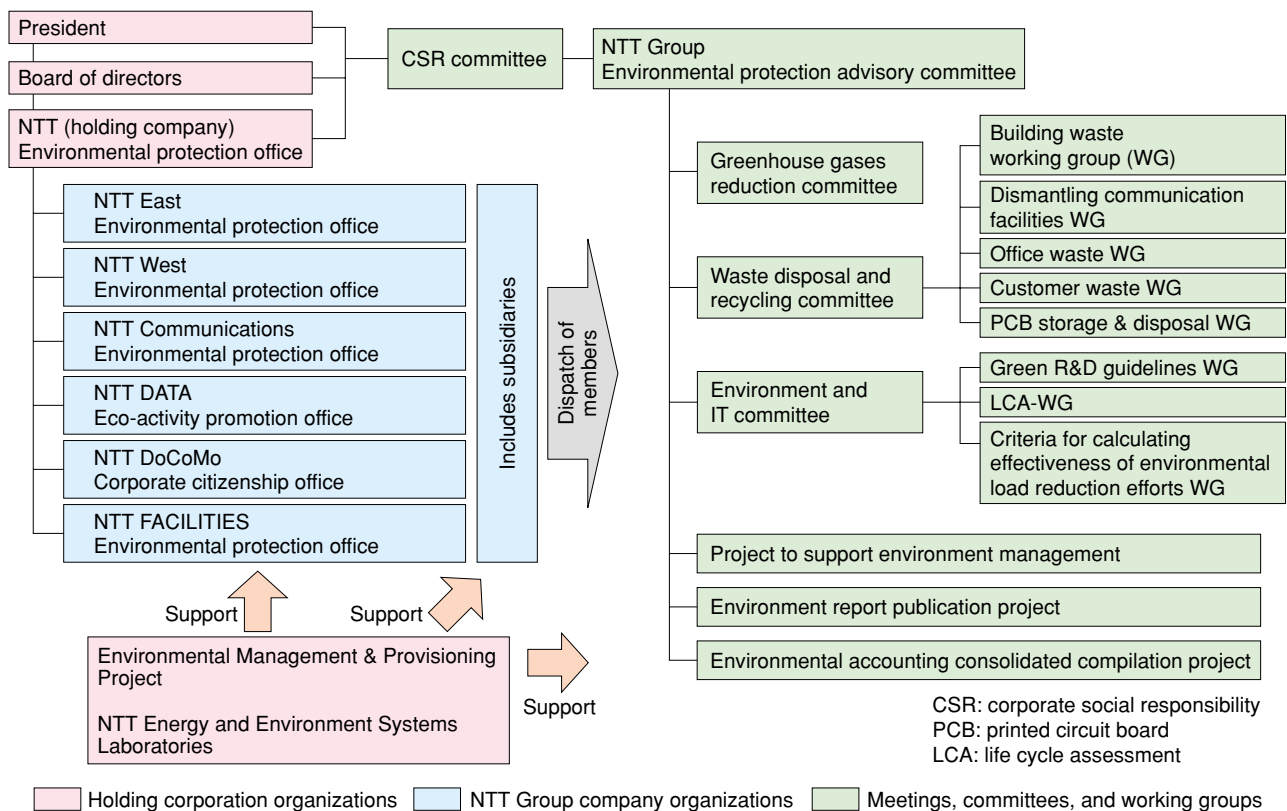 President
Board of directors
NTT (holding company)
Environmental protection office
CSR committee
NTT Group
Environmental protection advisory committee
NTT East
Environmental protection office
NTT West
Environmental protection office
NTT Communications
Environmental protection office
NTT DATA
Eco-activity promotion office
NTT DoCoMo
Corporate citizenship office
NTT FACILITIES
Environmental protection office
Includes subsidiaries
Dispatch of
members
Greenhouse gases
reduction committee
Waste disposal and
recycling committee
Environment and
IT committee
Building waste
working group (WG)
Dismantling communication
facilities WG
Office waste WG
Customer waste WG
PCB storage & disposal WG
Green R&D guidelines WG
LCA-WG
Criteria for calculating
effectiveness of environmental
load reduction efforts WG
Project to support environment management
Environment report publication project
Environmental accounting consolidated compilation project
Support
Support
Support
Environmental Management & Provisioning
Project
NTT Energy and Environment Systems
Laboratories
CSR: corporate social responsibility
PCB: printed circuit board
LCA: life cycle assessment
Holding corporation organizations
NTT Group company organizations
Meetings, committees, and working groups